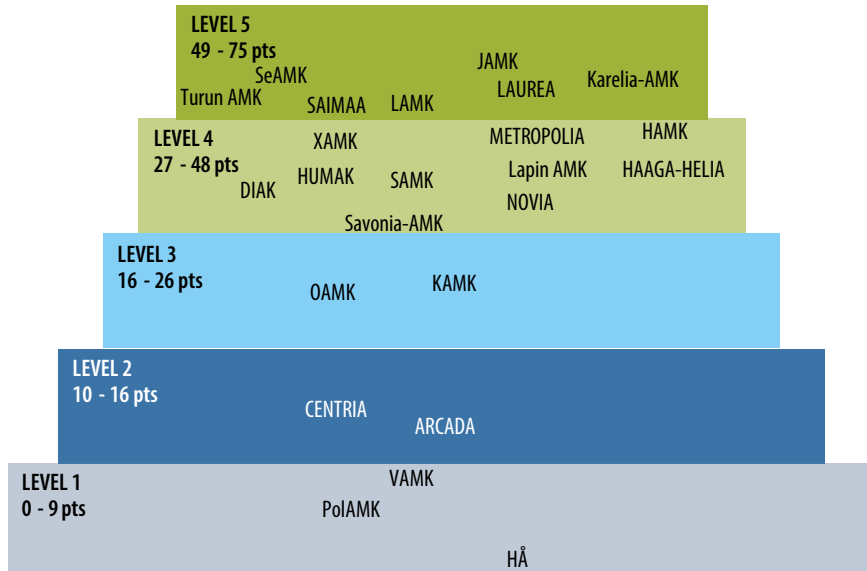 LEVEL 5
49 - 75 pts
JAMK
SeAMK
Karelia-AMK
Turun AMK
LAUREA
SAIMAA
LAMK
LEVEL 4
27 - 48 pts
XAMK
METROPOLIA
HAMK
HUMAK
Lapin AMK
HAAGA-HELIA
DIAK
SAMK
NOVIA
Savonia-AMK
LEVEL 3
16 - 26 pts
OAMK
KAMK
LEVEL 2
10 - 16 pts
CENTRIA
ARCADA
LEVEL 1
0 - 9 pts
VAMK
PolAMK
HÅ